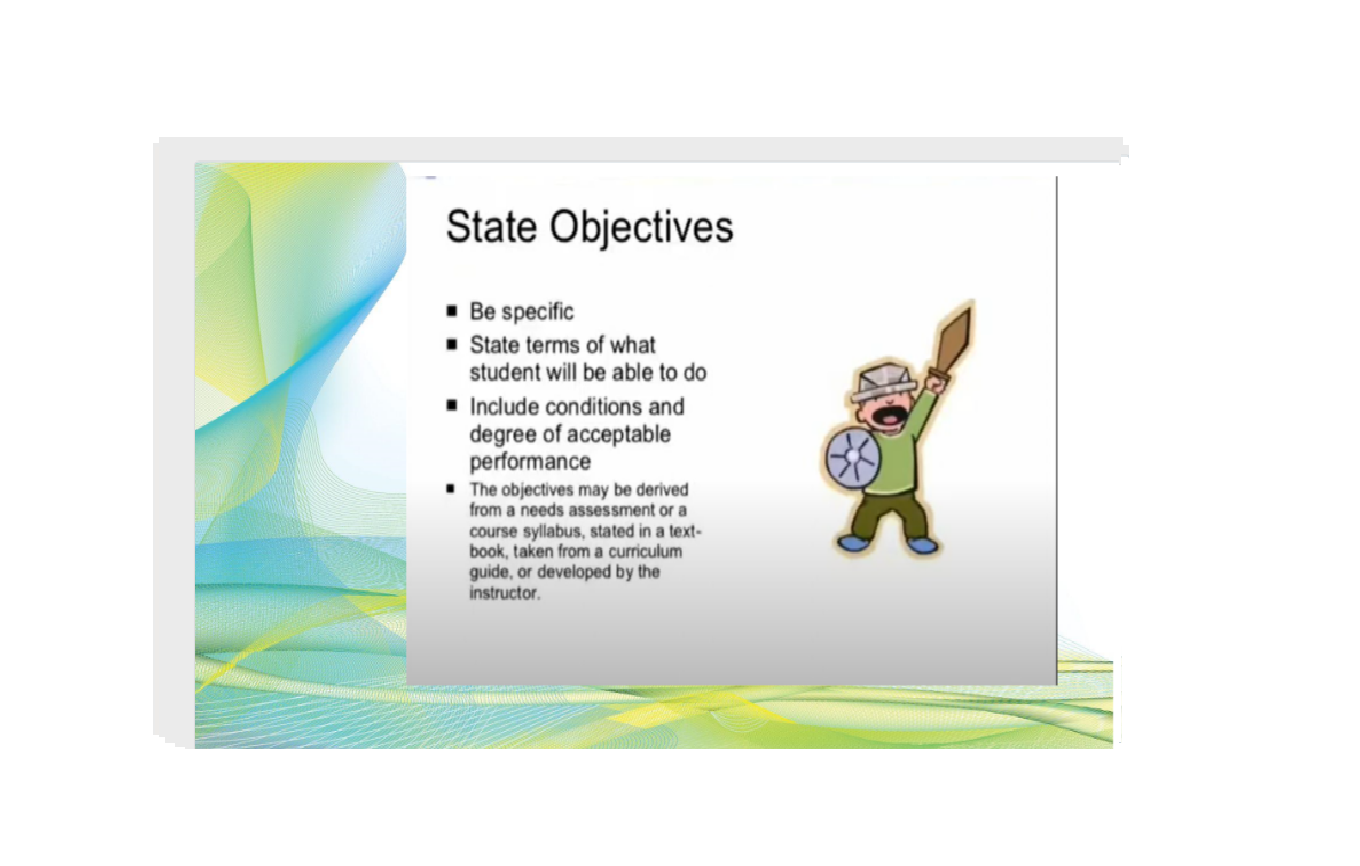 State Objectives
▪ Be specific
▪ State terms of what
student will be able to do
▪ Include conditions and
degree of acceptable
performance
▪ The objectives may be derived
from a needs assessment or a
course syllabus, stated in a text-
book, taken from a curriculum
guide, or developed by the
instructor.